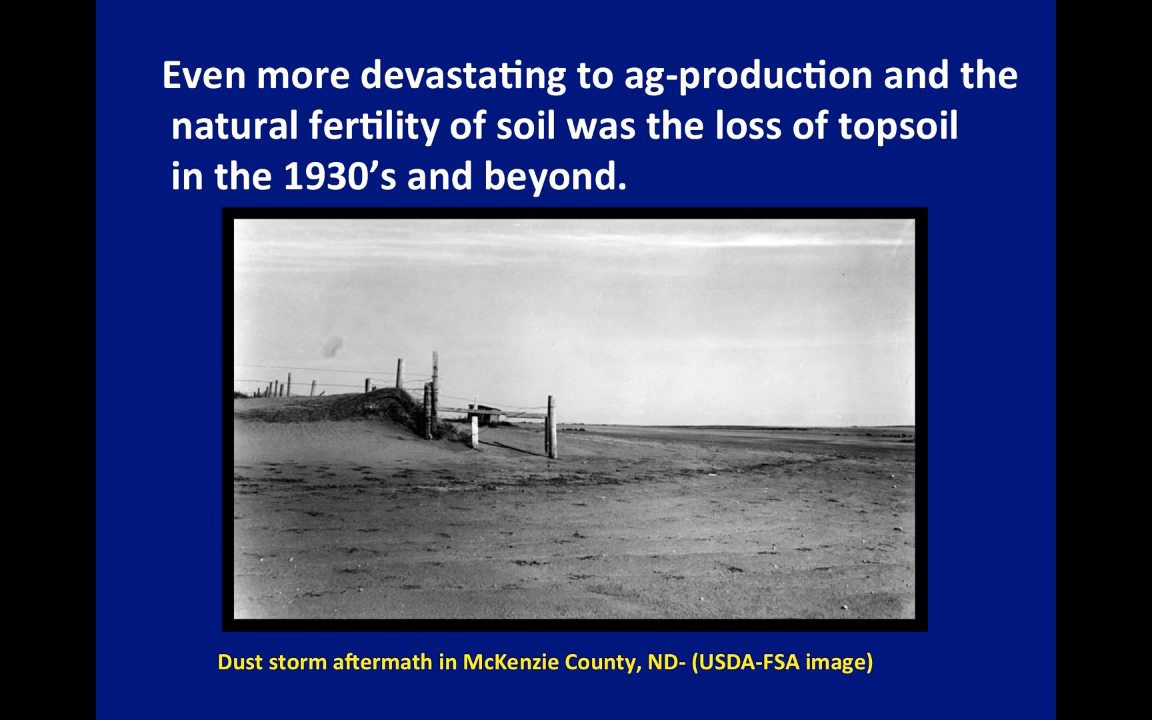 Even more devastating to ag-production and the
natural fertility of soil was the loss of topsoil
in the 1930’s and beyond.
Dust storm aftermath in McKenzie County, ND- (USDA-FSA image)